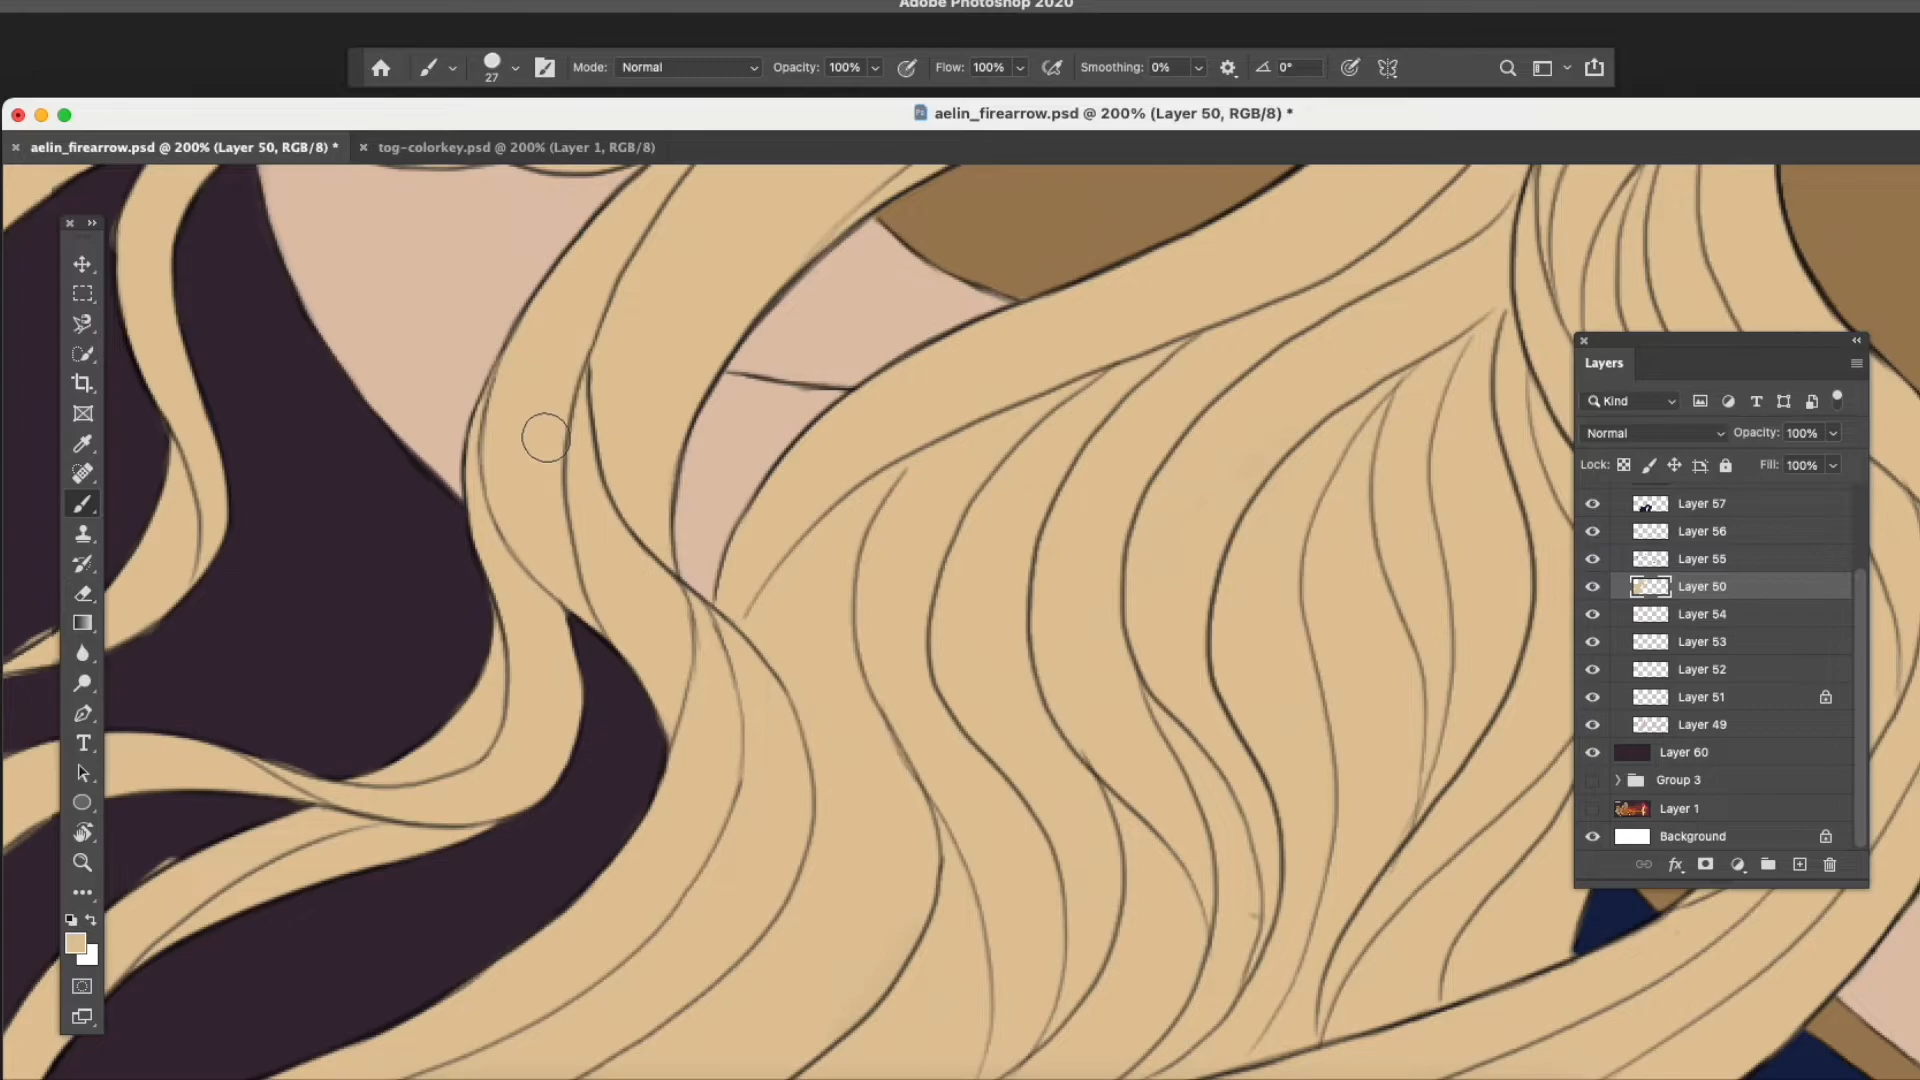 Adobe Photoshop 2020
27
Mode: Normal
Opacity: 100%
Flow: 100%
Smoothing: 0%
0°
aelin_firearrow.psd @ 200% (Layer 50, RGB/8) *
aelin_firearrow.psd @ 200% (Layer 50, RGB/8) *
tog-colorkey.psd @ 200% (Layer 1, RGB/8)
Layers
Kind
Normal
Opacity: 100%
Lock:
Fill: 100%
Layer 57
Layer 56
Layer 55
Layer 50
Layer 54
Layer 53
Layer 52
Layer 51
Layer 49
Layer 60
Group 3
Layer 1
Background
fx